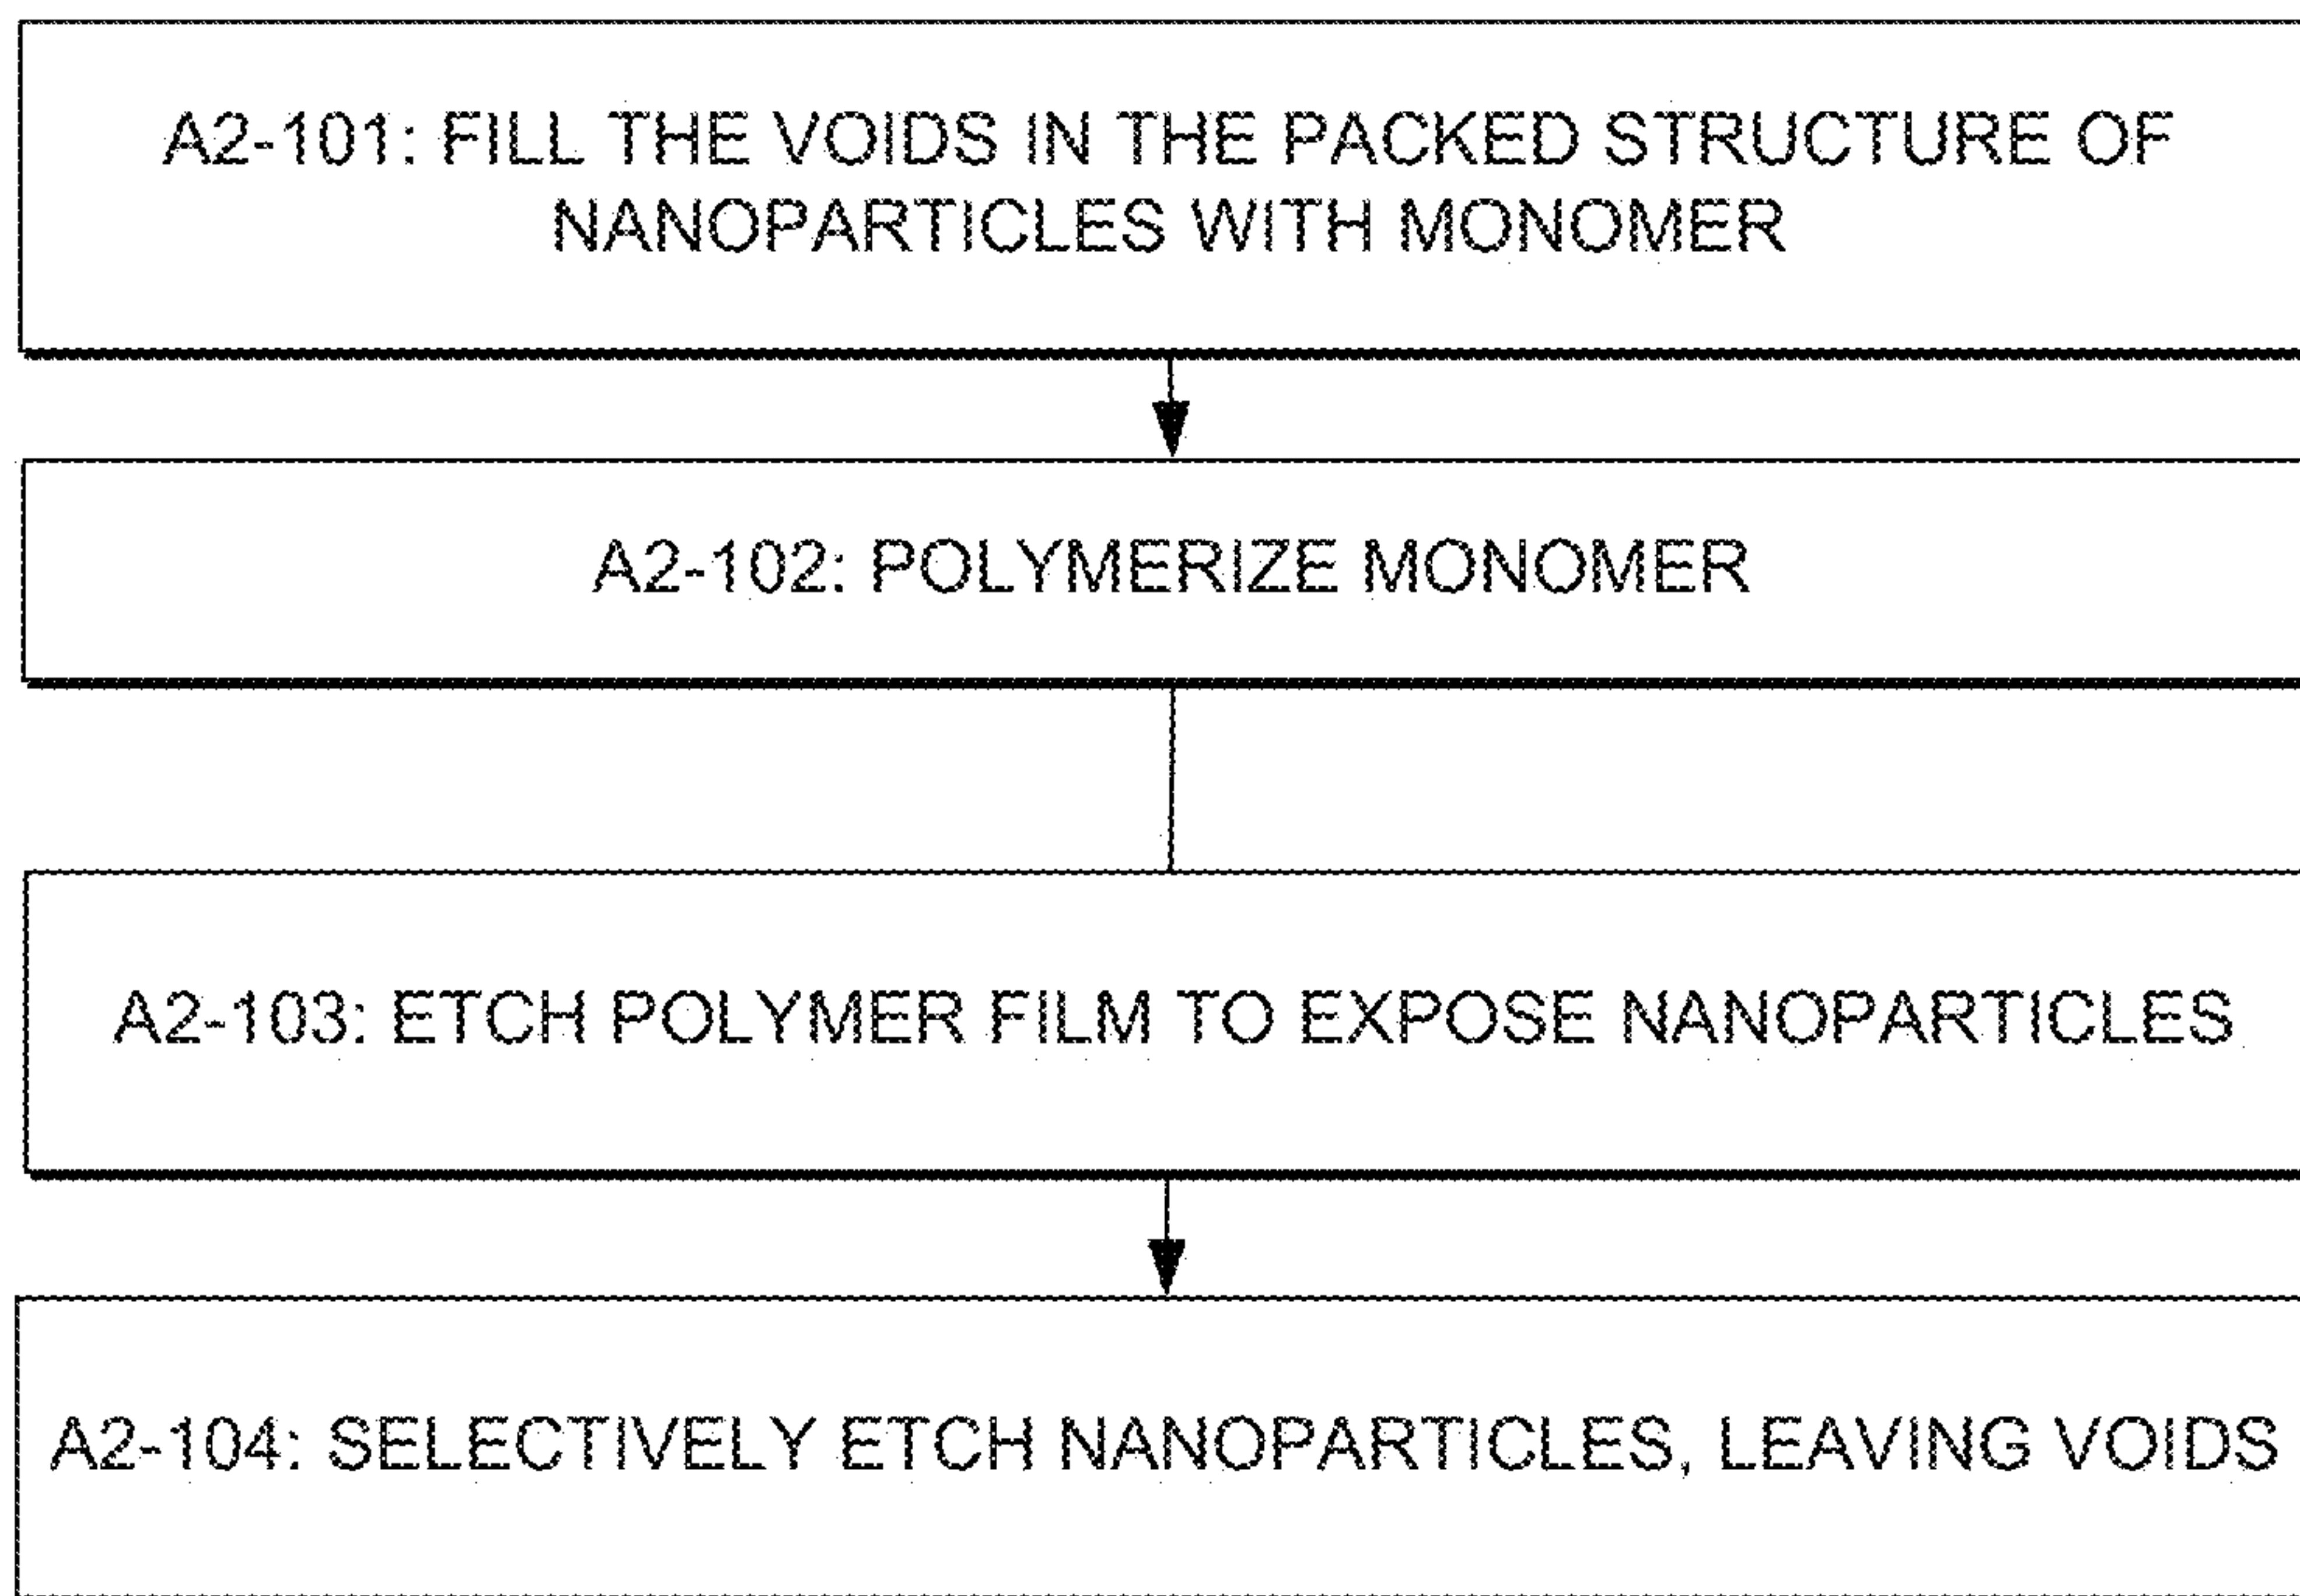 A2-101: FILL THE VOIDS IN THE PACKED STRUCTURE OF
NANOPARTICLES WITH MONOMER
A2-102: POLYMERIZE MONOMER
A2-103: ETCH POLYMER FILM TO EXPOSE NANOPARTICLES
A2-104: SELECTIVELY ETCH NANOPARTICLES, LEAVING VOIDS